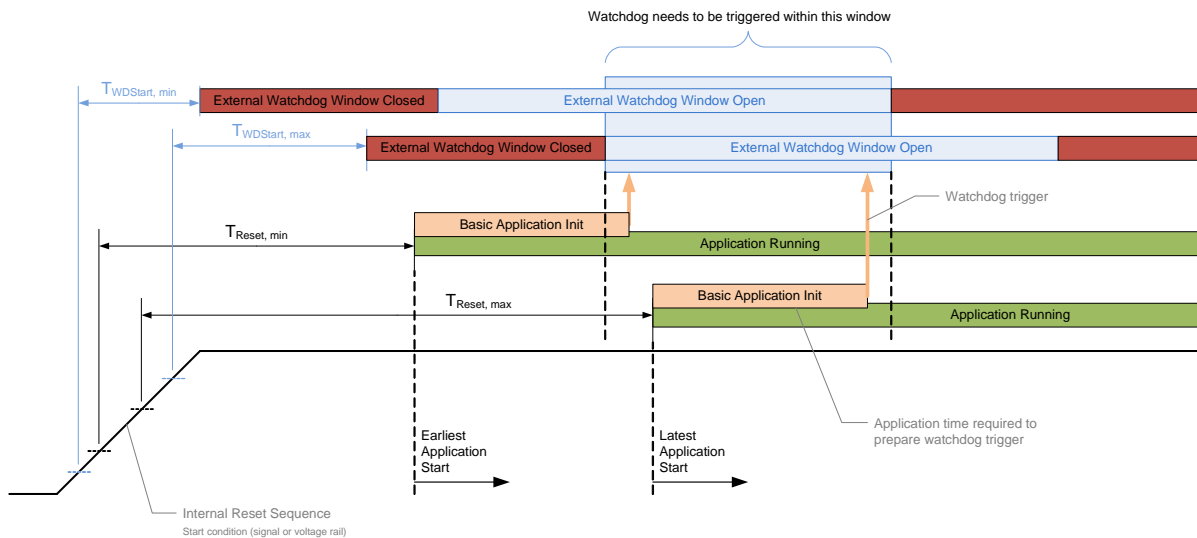 Watchdog needs to be triggered within this window
TWDStart, min
External Watchdog Window Closed
External Watchdog Window Open
TWDStart, max
External Watchdog Window Closed
External Watchdog Window Open
Watchdog trigger
Basic Application Init
TReset, min
Application Running
Basic Application Init
TReset, max
Application Running
Application time required to
prepare watchdog trigger
Earliest
Application
Start
Latest
Application
Start
Internal Reset Sequence
Start condition (signal or voltage rail)